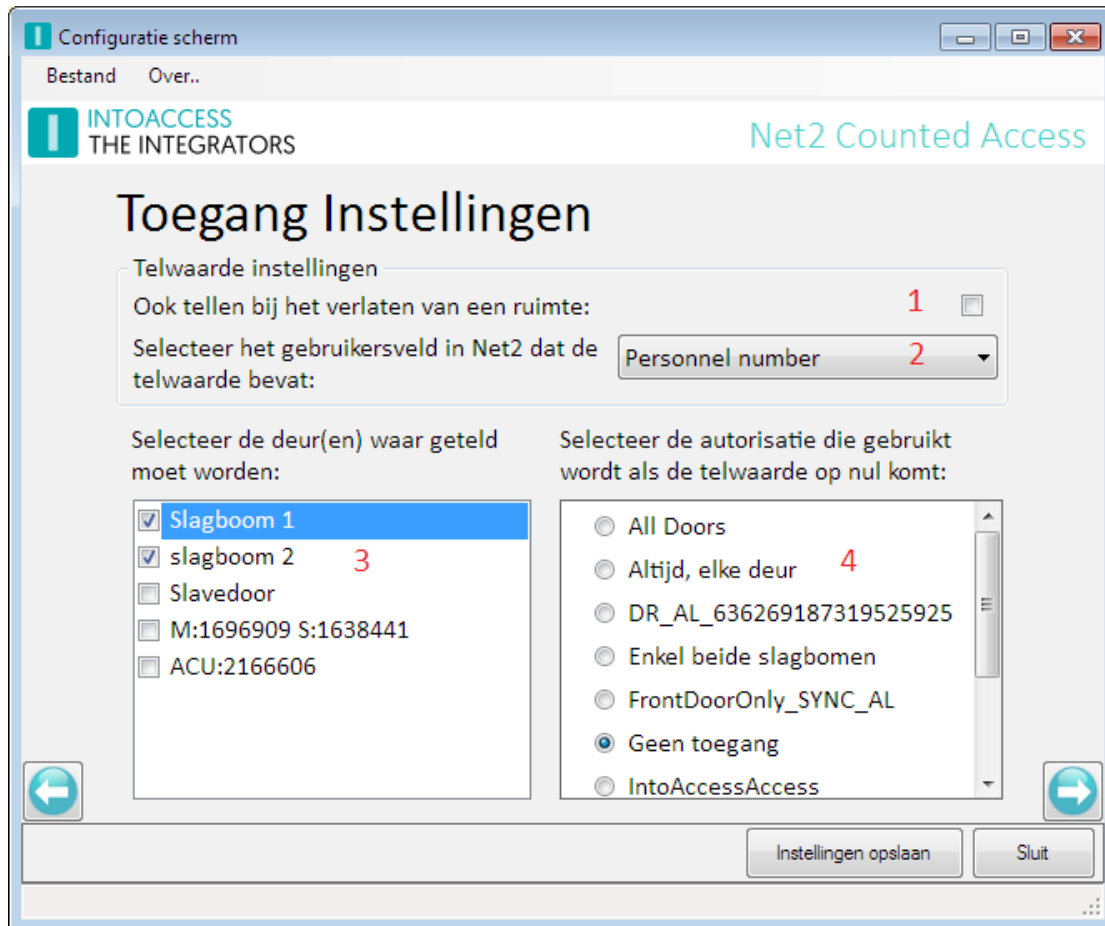 Configuratie scherm
Bestand Over..
INTOACCESS
THE INTEGRATORS
Net2 Counted Access
Toegang Instellingen
Telwaarde instellingen
Ook tellen bij het verlaten van een ruimte: 1
Selecteer het gebruikersveld in Net2 dat de
telwaarde bevat:
Personnel number 2
Selecteer de deur(en) waar geteld
moet worden:
Slagboom 1
slagboom 2
3
Slavedoor
M:1696909 S:1638441
ACU:2166606
Selecteer de autorisatie die gebruikt
wordt als de telwaarde op nul komt:
All Doors
Altijd, elke deur
4
DR_AL_636269187319525925
Enkel beide slagbomen
FrontDoorOnly_SYNC_AL
Geen toegang
IntoAccessAccess
Instellingen opslaan
Sluit